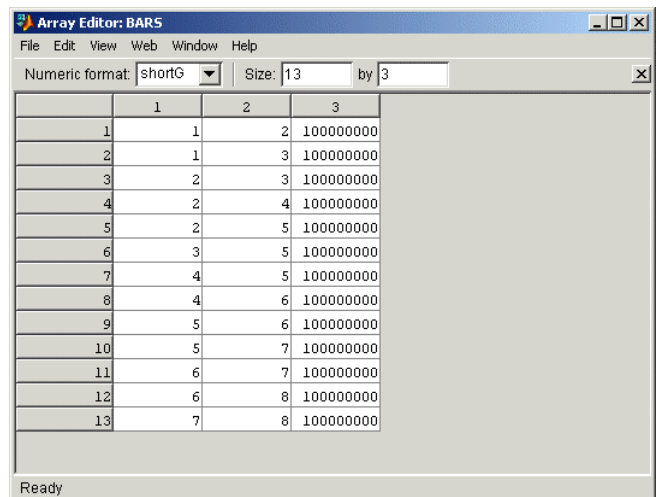 Array Editor: BARS
File Edit View Web Window Help
Numeric format: shortG Size: 13 by 3
1 2 3
1 1 2 100000000
2 1 3 100000000
3 2 3 100000000
4 2 4 100000000
5 2 5 100000000
6 3 5 100000000
7 4 5 100000000
8 4 6 100000000
9 5 6 100000000
10 5 7 100000000
11 6 7 100000000
12 6 8 100000000
13 7 8 100000000
Ready